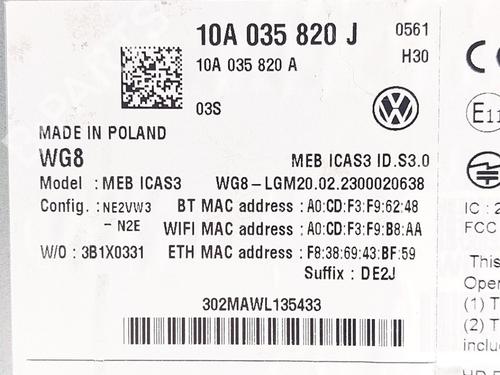 10A 035 820 J 0561
10A 035 820 A H30
03S
MADE IN POLAND
WG8 MEB ICAS3 ID.S3.0
Model : MEB ICAS3 WG8-LGM20.02.2300020638
Config. : NE2VW3 BT MAC address : A0:CD:F3:F9:62:48
- N2E WIFI MAC address : A0:CD:F3:F9:B8:AA
W/O : 3B1X0331 ETH MAC address : F8:38:69:43:BF:59
Suffix : DE2J
302MAWL135433
E11
IC : 2
FCC
This
Oper
(1) T
(2) T
includ